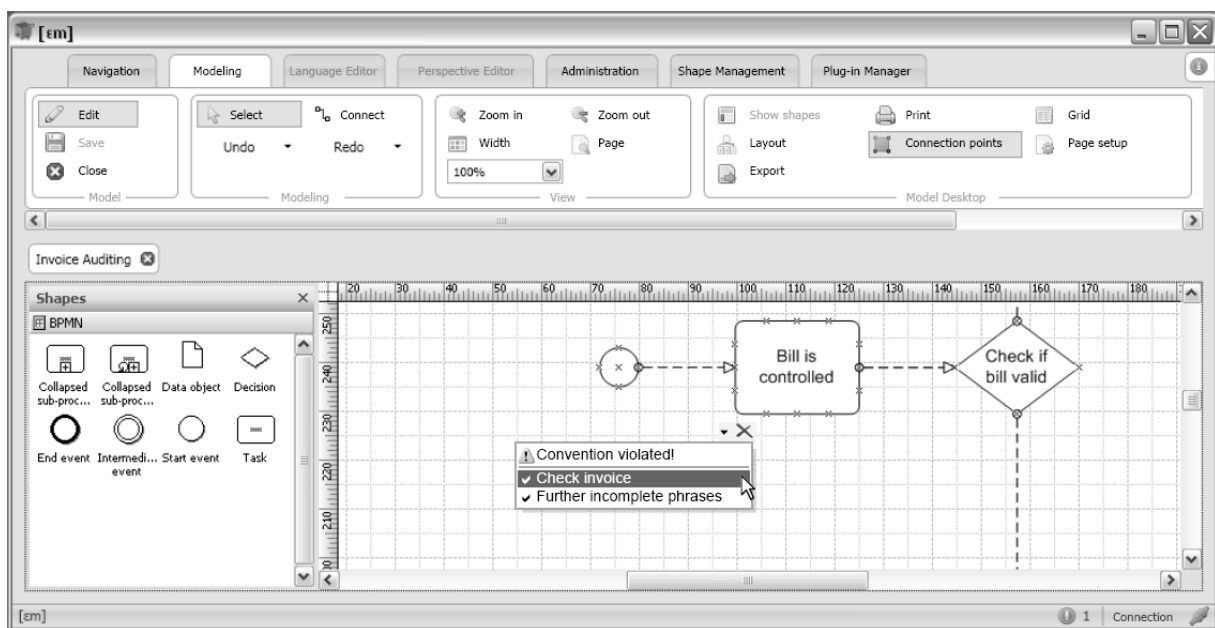 [εm]
Navigation Modeling Language Editor Perspective Editor Administration Shape Management Plug-in Manager
Edit Select Connect Zoom in Zoom out Show shapes Print Grid
Save Undo Redo Width Page Layout Connection points Page setup
Close 100% Export
Model Modeling View Model Desktop
Invoice Auditing
Shapes
BPMN
Collapsed sub-proc... Collapsed sub-proc... Data object Decision
End event Intermedi... event Start event Task
20 30 40 50 60 70 80 90 100 110 120 130 140 150 160 170 180
250
240
230
220
210
Bill is
controlled
Check if
bill valid
Convention violated!
Check invoice
Further incomplete phrases
[εm] 1 Connection